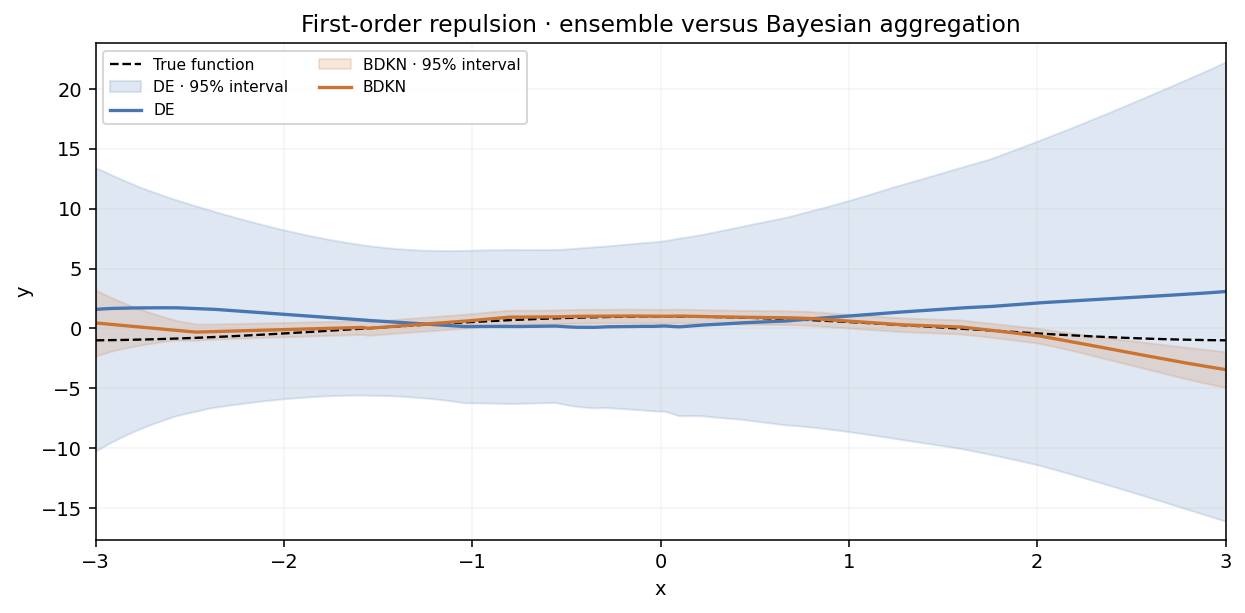 First-order repulsion · ensemble versus Bayesian aggregation
True function
DE · 95% interval
DE
BDKN · 95% interval
BDKN
y
20
15
10
5
0
−5
−10
−15
−3
−2
−1
0
1
2
3
x